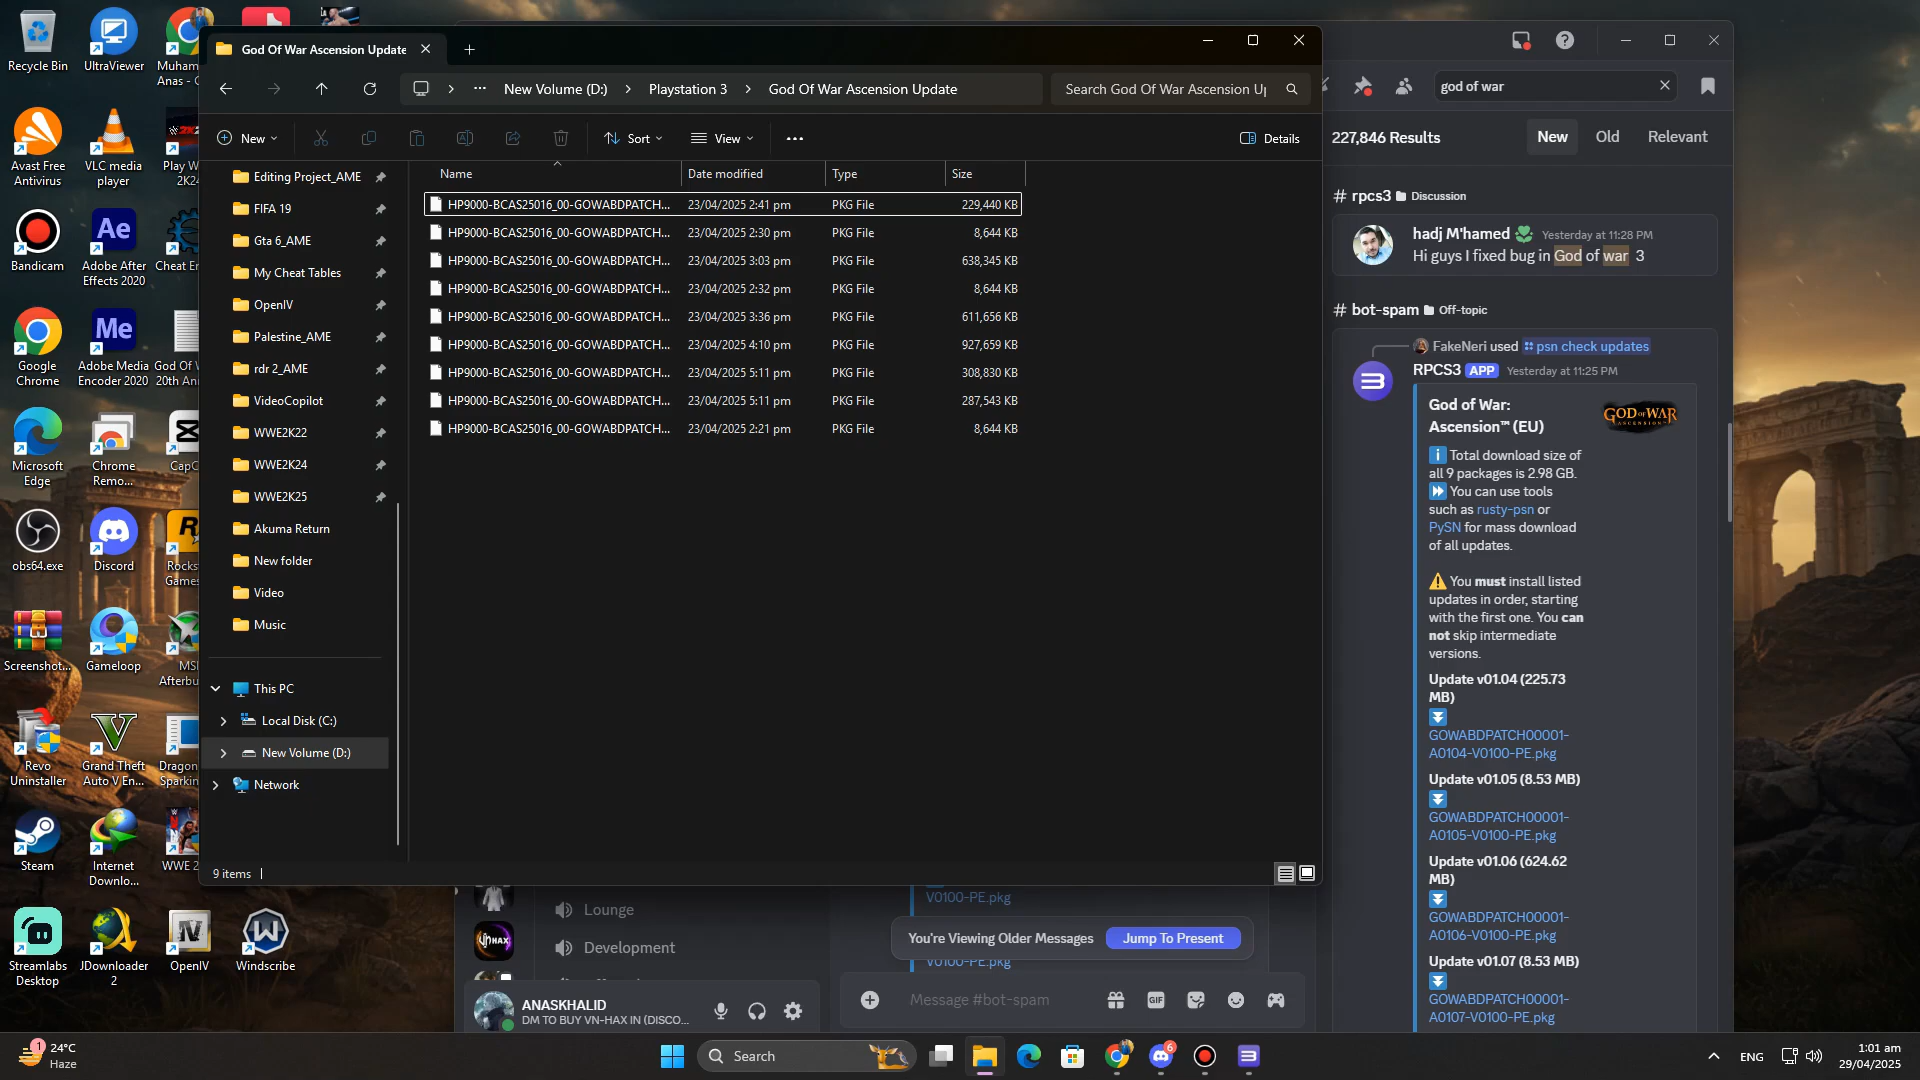 Recycle Bin
UltraViewer
Muham...
Anas - C
Avast Free
Antivirus
VLC media
player
Play W
2K24
Bandicam
Adobe After
Effects 2020
Cheat En
Google
Chrome
Adobe Media
Encoder 2020
God Of W
20th Ann
Microsoft
Edge
Chrome
Remo...
CapC
obs64.exe
Discord
Rocks
Games
Screenshot...
Gameloop
MSI
Afterbu
Revo
Uninstaller
Grand Theft
Auto V En...
Dragon
Sparkin
Steam
Internet
Downlo...
WWE 2
Streamlabs
Desktop
JDownloader
2
OpenIV
Windscribe
God Of War Ascension Update
New Volume (D:)
Playstation 3
God Of War Ascension Update
Search God Of War Ascension Up
New
Sort
View
Details
Name
Date modified
Type
Size
HP9000-BCAS25016_00-GOWABDPATCH... 23/04/2025 2:41 pm PKG File 229,440 KB
HP9000-BCAS25016_00-GOWABDPATCH... 23/04/2025 2:30 pm PKG File 8,644 KB
HP9000-BCAS25016_00-GOWABDPATCH... 23/04/2025 3:03 pm PKG File 638,345 KB
HP9000-BCAS25016_00-GOWABDPATCH... 23/04/2025 2:32 pm PKG File 8,644 KB
HP9000-BCAS25016_00-GOWABDPATCH... 23/04/2025 3:36 pm PKG File 611,656 KB
HP9000-BCAS25016_00-GOWABDPATCH... 23/04/2025 4:10 pm PKG File 927,659 KB
HP9000-BCAS25016_00-GOWABDPATCH... 23/04/2025 5:11 pm PKG File 308,830 KB
HP9000-BCAS25016_00-GOWABDPATCH... 23/04/2025 5:11 pm PKG File 287,543 KB
HP9000-BCAS25016_00-GOWABDPATCH... 23/04/2025 2:21 pm PKG File 8,644 KB
Editing Project_AME
FIFA 19
Gta 6_AME
My Cheat Tables
OpenIV
Palestine_AME
rdr 2_AME
VideoCopilot
WWE2K22
WWE2K24
WWE2K25
Akuma Return
New folder
Video
Music
This PC
Local Disk (C:)
New Volume (D:)
Network
9 items
god of war
227,846 Results
New
Old
Relevant
# rpcs3 Discussion
hadj M'hamed Yesterday at 11:28 PM
Hi guys I fixed bug in God of war 3
# bot-spam Off-topic
FakeNeri used psn check updates
RPCS3 APP Yesterday at 11:25 PM
God of War:
Ascension™ (EU)
GOD OF WAR
ASCENSION
Total download size of
all 9 packages is 2.98 GB.
You can use tools
such as rusty-psn or
PySN for mass download
of all updates.
You must install listed
updates in order, starting
with the first one. You can
not skip intermediate
versions.
Update v01.04 (225.73
MB)
GOWABDPATCH00001-
A0104-V0100-PE.pkg
Update v01.05 (8.53 MB)
GOWABDPATCH00001-
A0105-V0100-PE.pkg
Update v01.06 (624.62
MB)
GOWABDPATCH00001-
A0106-V0100-PE.pkg
Update v01.07 (8.53 MB)
GOWABDPATCH00001-
A0107-V0100-PE.pkg
Lounge
Development
V0100-PE.pkg
You're Viewing Older Messages
Jump To Present
V0100-PE.pkg
Message #bot-spam
GIF
ANASKHALID
DM TO BUY VN-HAX IN (DISCO...
1
24°C
Haze
Search
6
ENG
1:01 am
29/04/2025